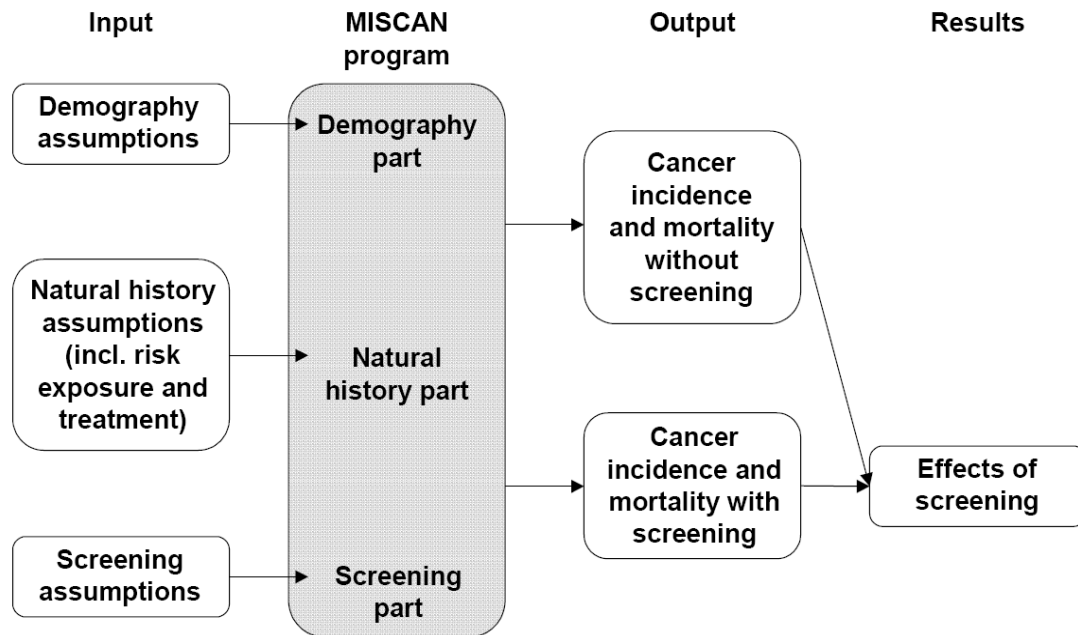 Input
MISCAN
program
Output
Results
Demography
assumptions
Demography
part
Cancer
incidence
and mortality
without
screening
Natural history
assumptions
(incl. risk
exposure and
treatment)
Natural
history part
Cancer
incidence and
mortality with
screening
Effects of
screening
Screening
assumptions
Screening
part